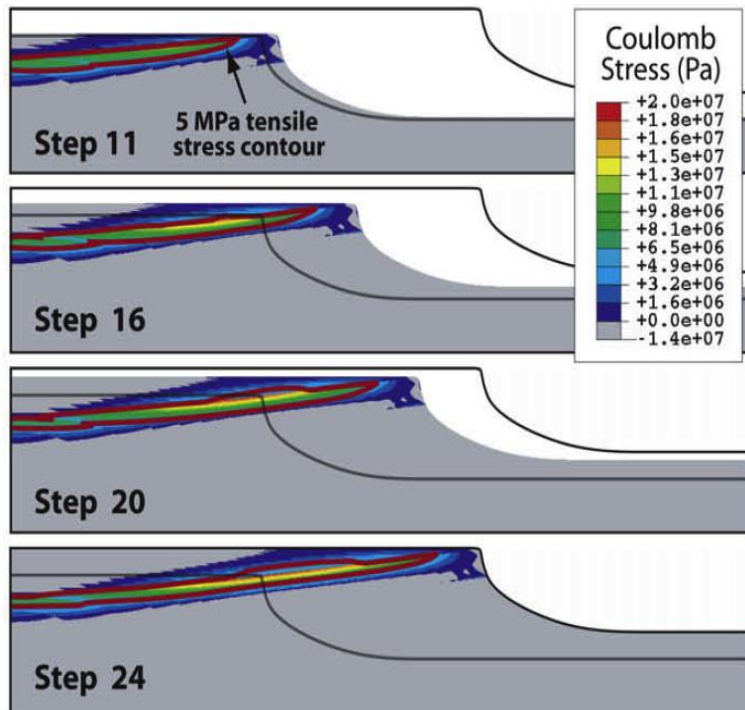 Coulomb
Stress (Pa)
+2.0e+07
+1.8e+07
+1.6e+07
+1.5e+07
+1.3e+07
+1.1e+07
+9.8e+06
+8.1e+06
+6.5e+06
+4.9e+06
+3.2e+06
+1.6e+06
+0.0e+00
-1.4e+07
5 MPa tensile
stress contour
Step 11
Step 16
Step 20
Step 24